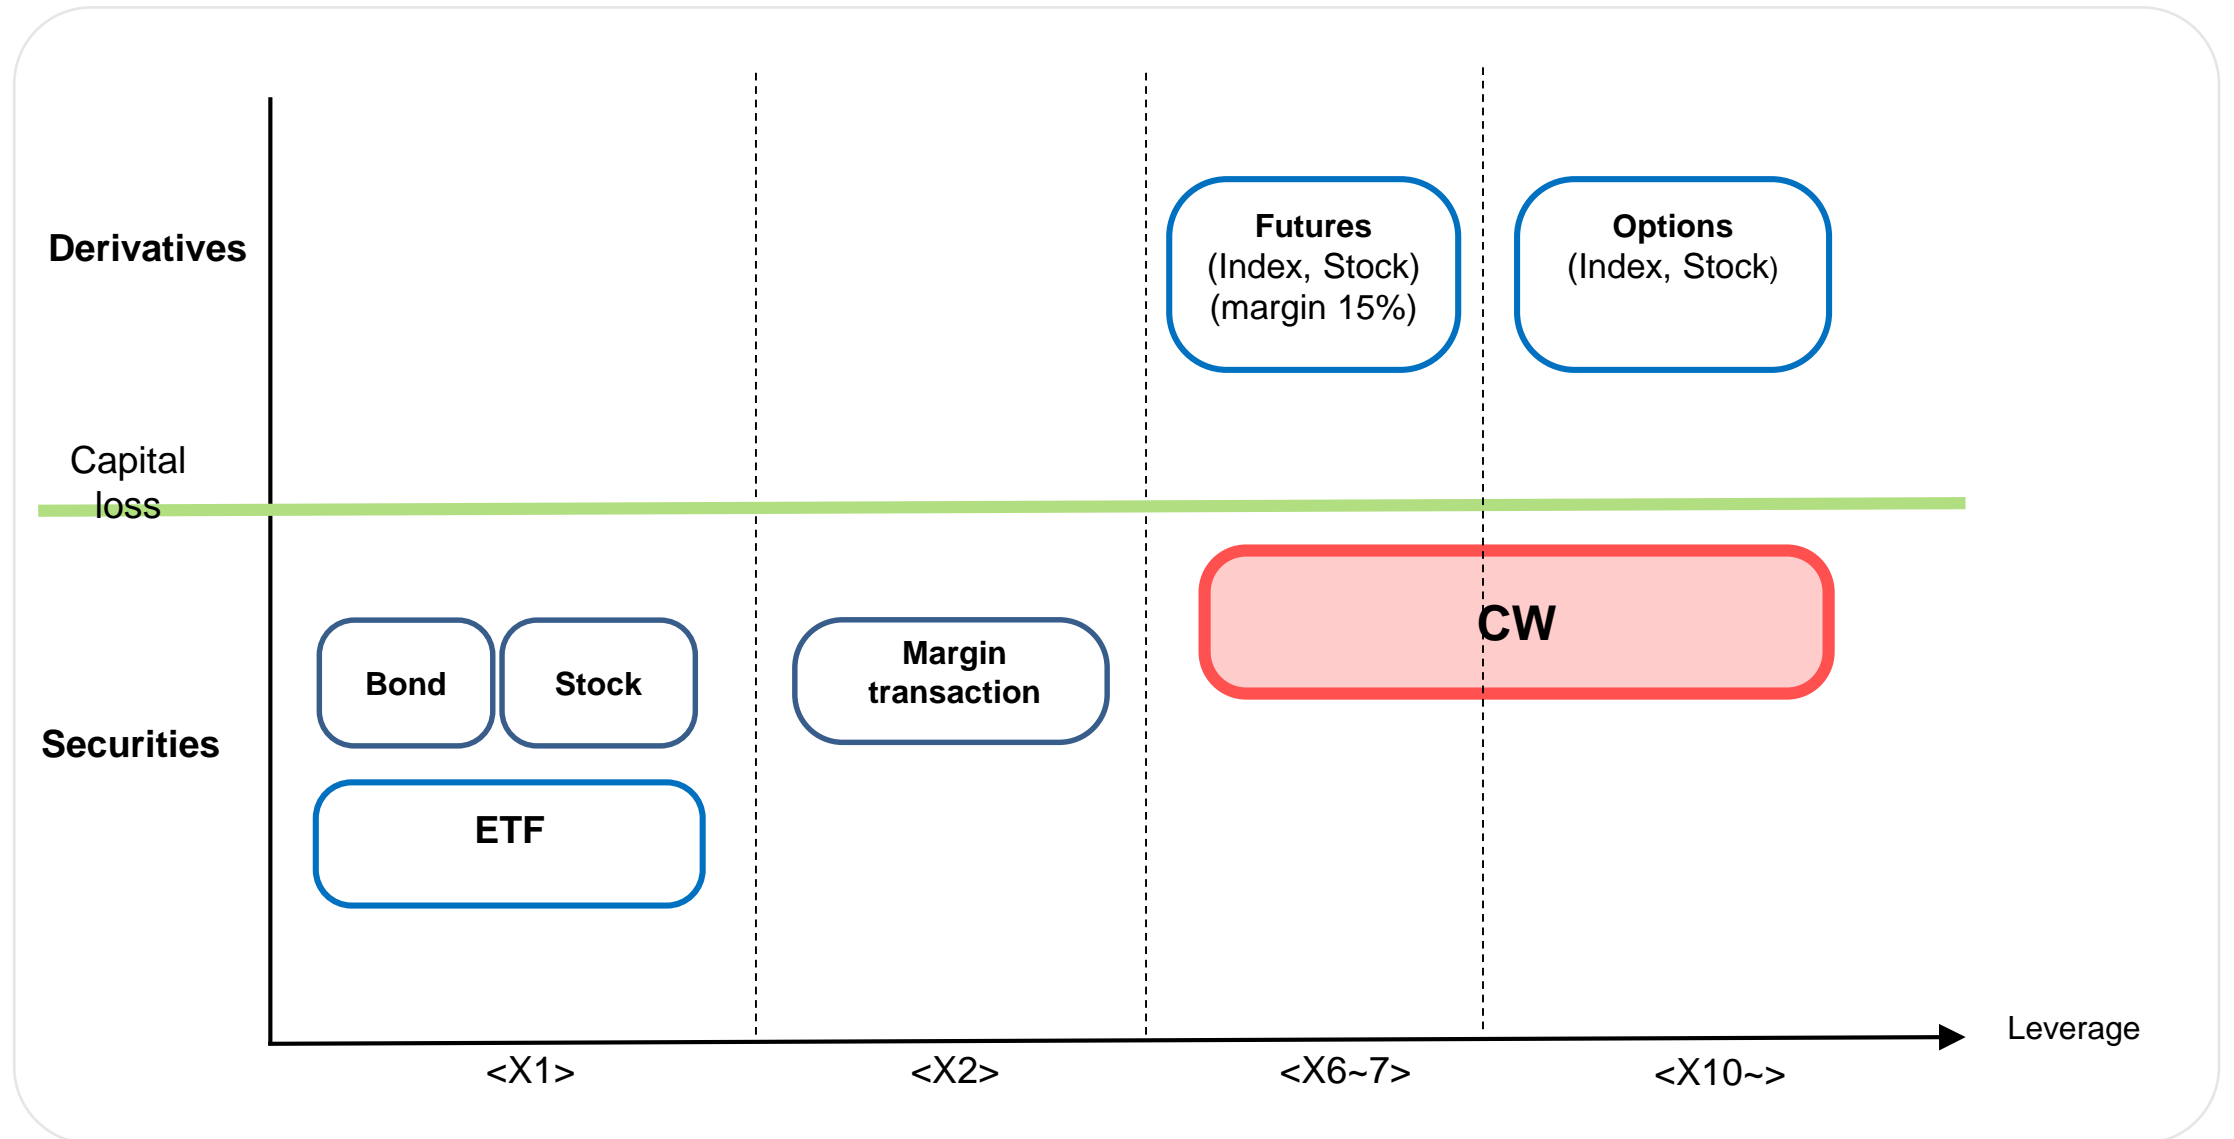 Derivatives
Futures
(Index, Stock)
(margin 15%)
Options
(Index, Stock)
Capital
loss
CW
Bond
Stock
Margin
transaction
Securities
ETF
Leverage
<X1>
<X2>
<X6~7>
<X10~>